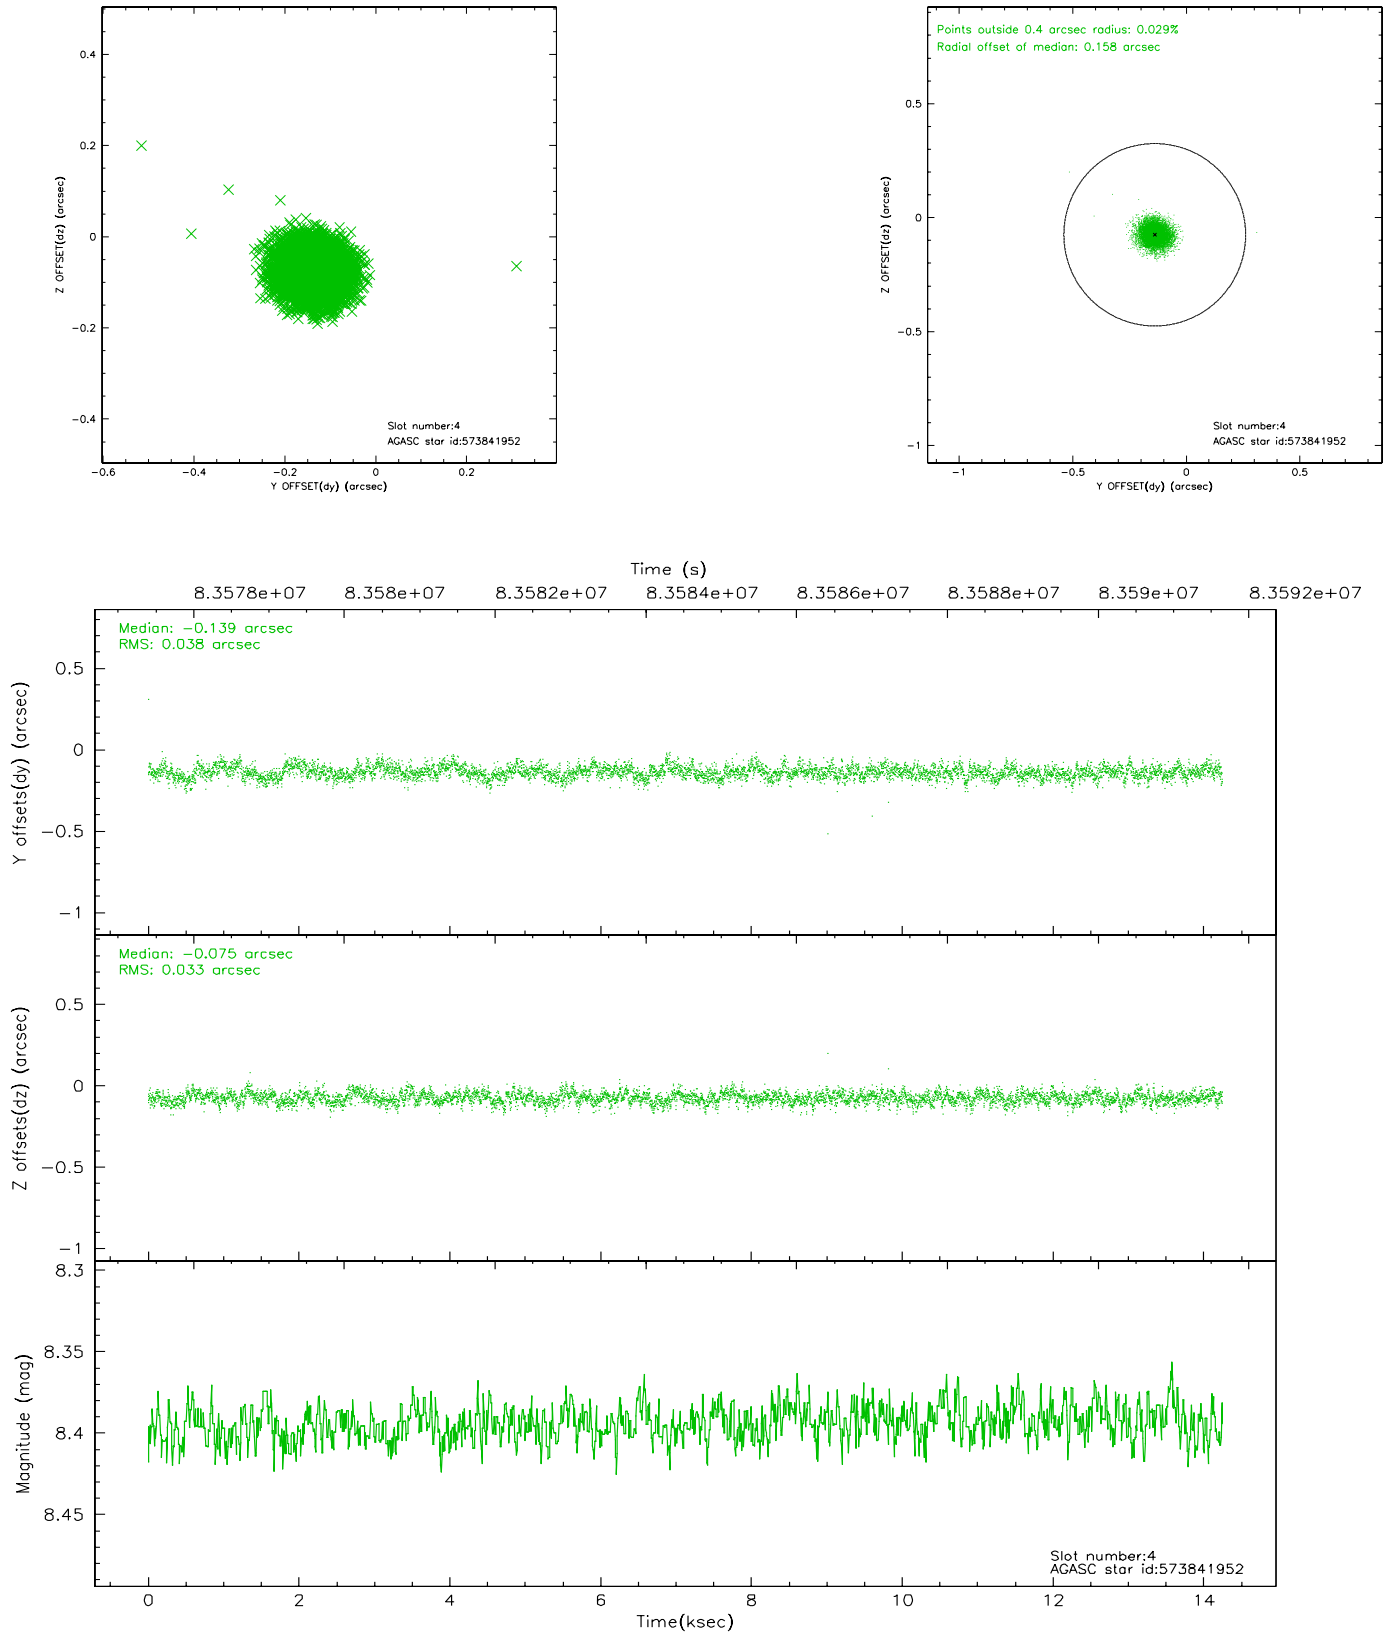 0.4
0.2
0
-0.2
-0.4
Z OFFSET(dz) (arcsec)
Slot number:4
AGASC star id:573841952
-0.6 -0.4 -0.2 0 0.2
Y OFFSET(dy) (arcsec)
Points outside 0.4 arcsec radius: 0.029%
Radial offset of median: 0.158 arcsec
0.5
0
-0.5
-1
Z OFFSET(dz) (arcsec)
Slot number:4
AGASC star id:573841952
-1 -0.5 0 0.5
Y OFFSET(dy) (arcsec)
Time (s)
8.3578e+07 8.358e+07 8.3582e+07 8.3584e+07 8.3586e+07 8.3588e+07 8.359e+07 8.3592e+07
Median: -0.139 arcsec
RMS: 0.038 arcsec
0.5
0
-0.5
-1
Y offsets(dy) (arcsec)
Median: -0.075 arcsec
RMS: 0.033 arcsec
0.5
0
-0.5
-1
Z offsets(dz) (arcsec)
8.3
8.35
8.4
8.45
Magnitude (mag)
Slot number:4
AGASC star id:573841952
0 2 4 6 8 10 12 14
Time(ksec)